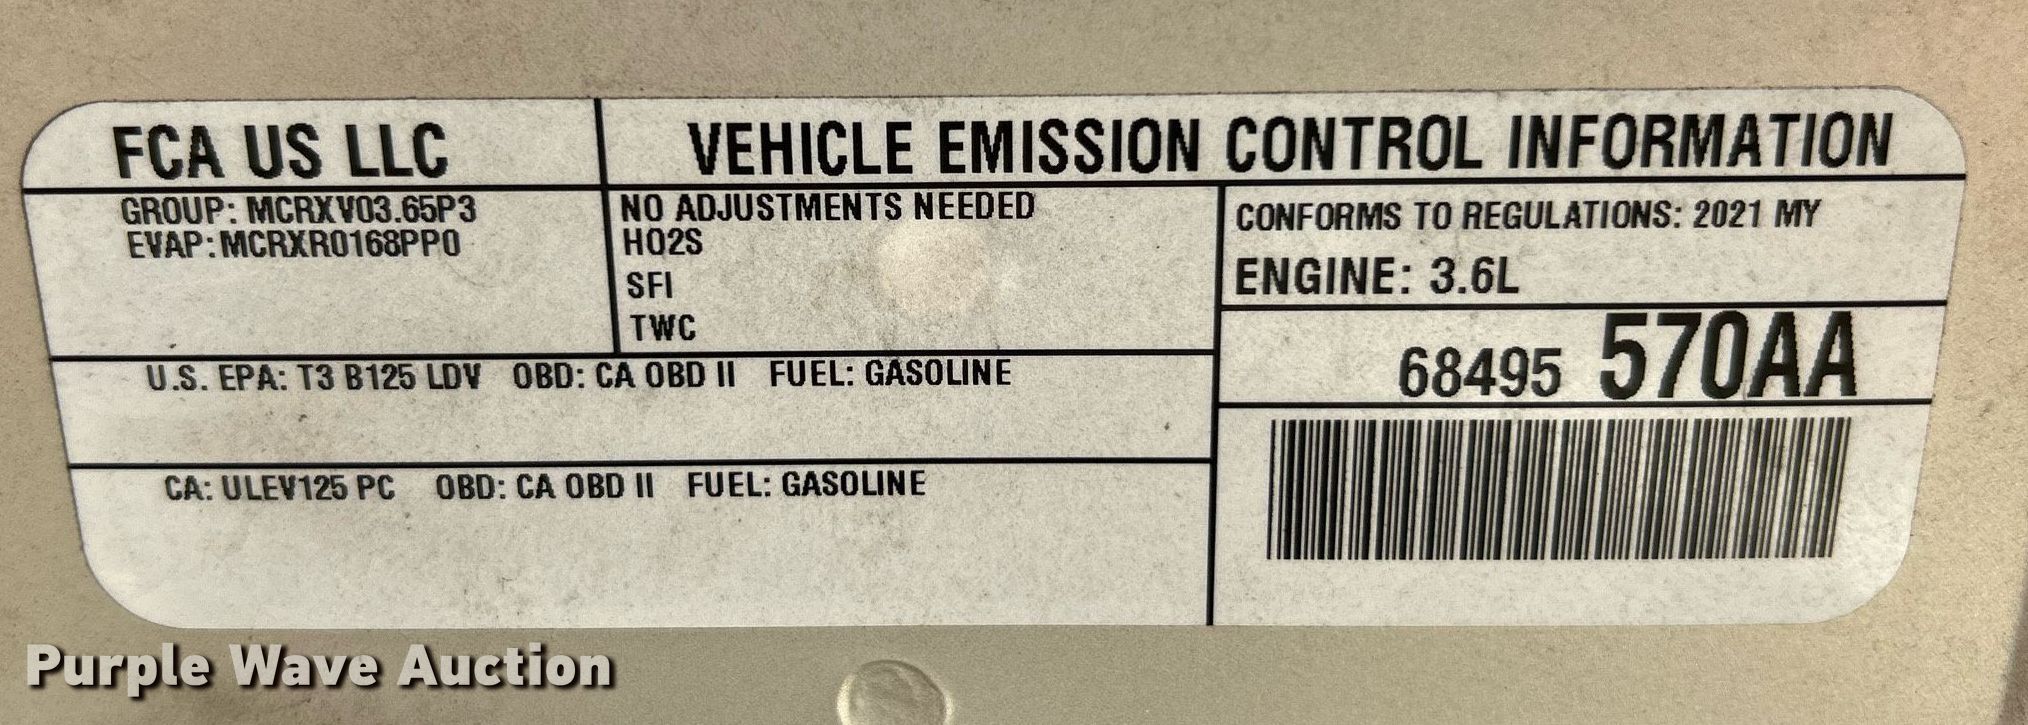 FCA US LLC
VEHICLE EMISSION CONTROL INFORMATION
GROUP: MCRXV03.65P3
EVAP: MCRXR0168PP0
NO ADJUSTMENTS NEEDED
HO2S
SFI
TWC
CONFORMS TO REGULATIONS: 2021 MY
ENGINE: 3.6L
68495 570AA
U.S. EPA: T3 B125 LDV OBD: CA OBD II FUEL: GASOLINE
CA: ULEV125 PC OBD: CA OBD II FUEL: GASOLINE
Purple Wave Auction